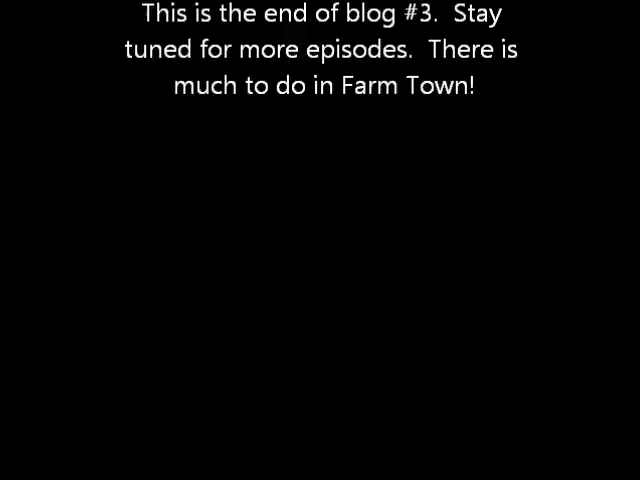 This is the end of blog #3.  Stay
tuned for more episodes.  There is
much to do in Farm Town!